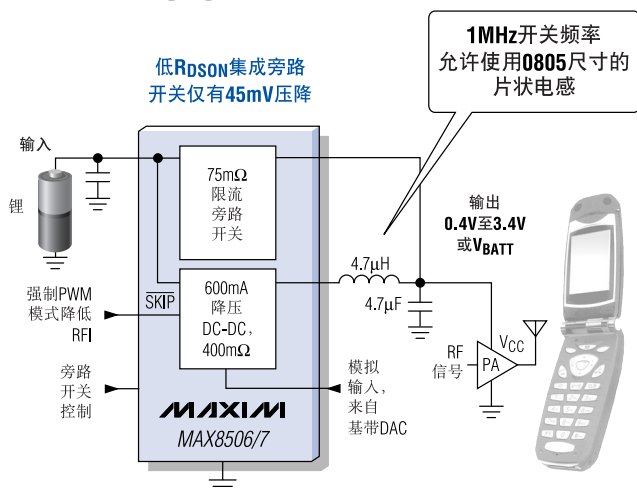 1MHz开关频率
允许使用0805尺寸的
片状电感
低RDSON集成旁路
开关仅有45mV压降
输入
锂
75mΩ
限流
旁路
开关
输出
0.4V至3.4V
或VBATT
4.7μH
4.7μF
强制PWM
模式降低
RFI
SKIP
600mA
降压
DC-DC,
400mΩ
旁路
开关
控制
模拟
输入,
来自
基带DAC
RF
信号
PA
VCC
MAXIM
MAX8506/7